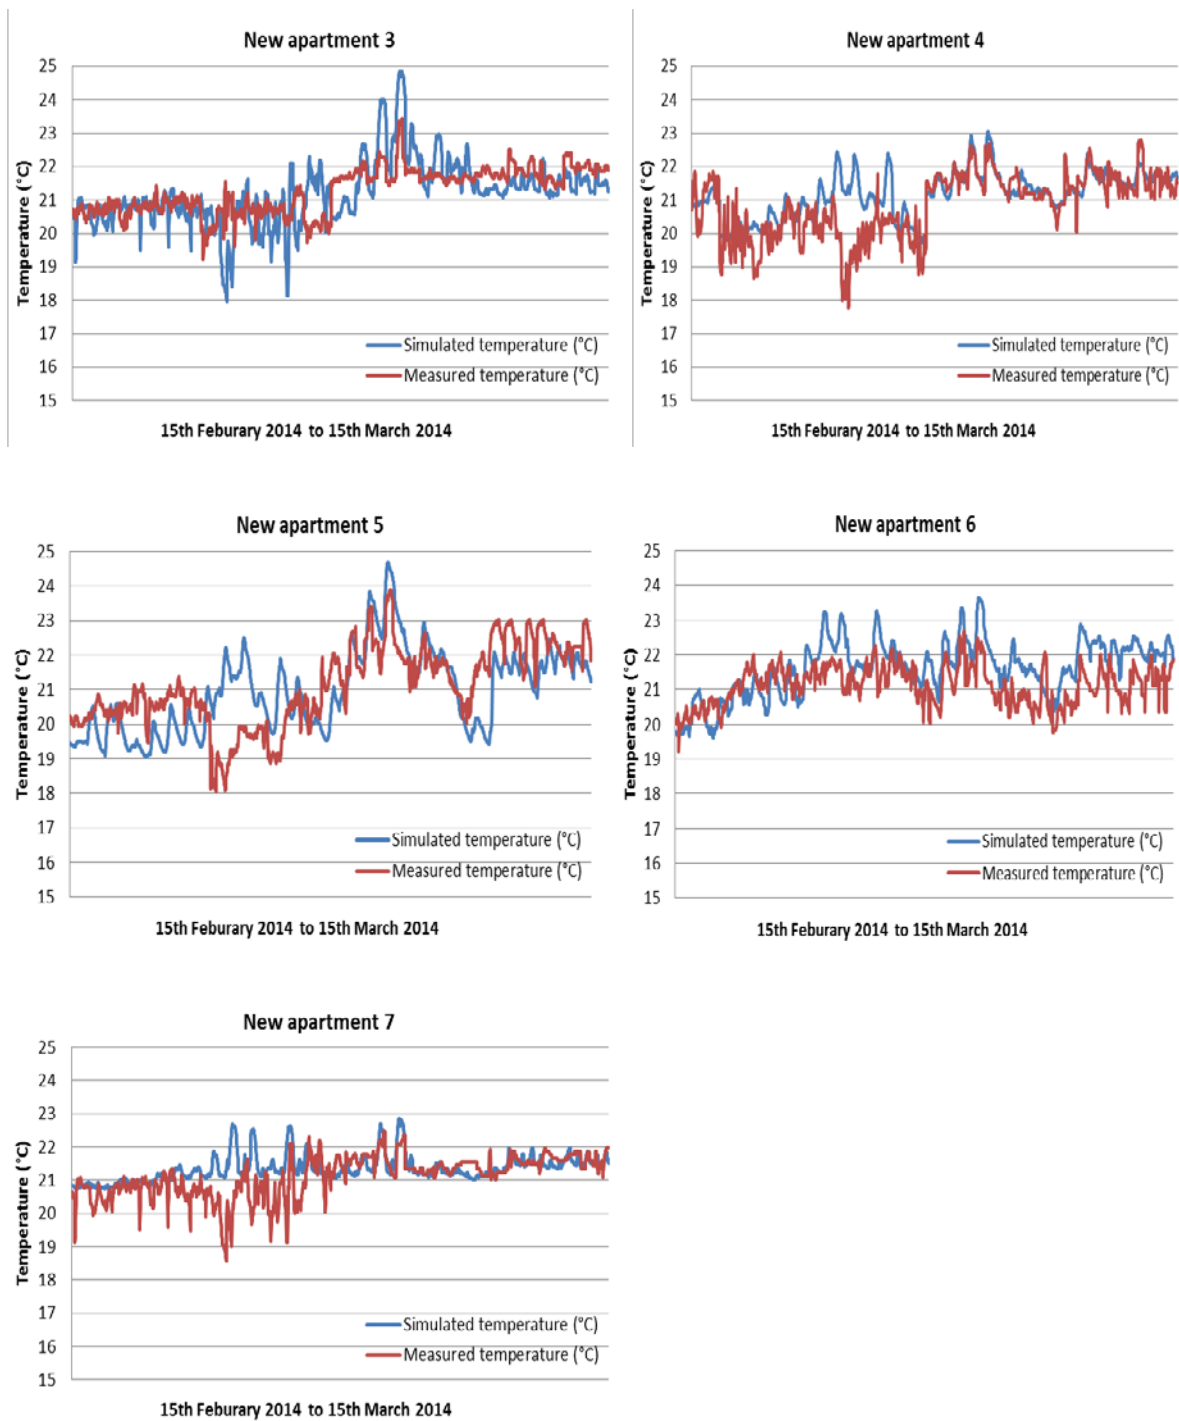 New apartment 3
25
24
23
22
21
20
19
18
17
16
15
Temperature (°C)
Simulated temperature (°C)
Measured temperature (°C)
15th Feburary 2014 to 15th March 2014
New apartment 4
25
24
23
22
21
20
19
18
17
16
15
Temperature (°C)
Simulated temperature (°C)
Measured temperature (°C)
15th Feburary 2014 to 15th March 2014
New apartment 5
25
24
23
22
21
20
19
18
17
16
15
Temperature (°C)
Simulated temperature (°C)
Measured temperature (°C)
15th Feburary 2014 to 15th March 2014
New apartment 6
25
24
23
22
21
20
19
18
17
16
15
Temperature (°C)
Simulated temperature (°C)
Measured temperature (°C)
15th Feburary 2014 to 15th March 2014
New apartment 7
25
24
23
22
21
20
19
18
17
16
15
Temperature (°C)
Simulated temperature (°C)
Measured temperature (°C)
15th Feburary 2014 to 15th March 2014